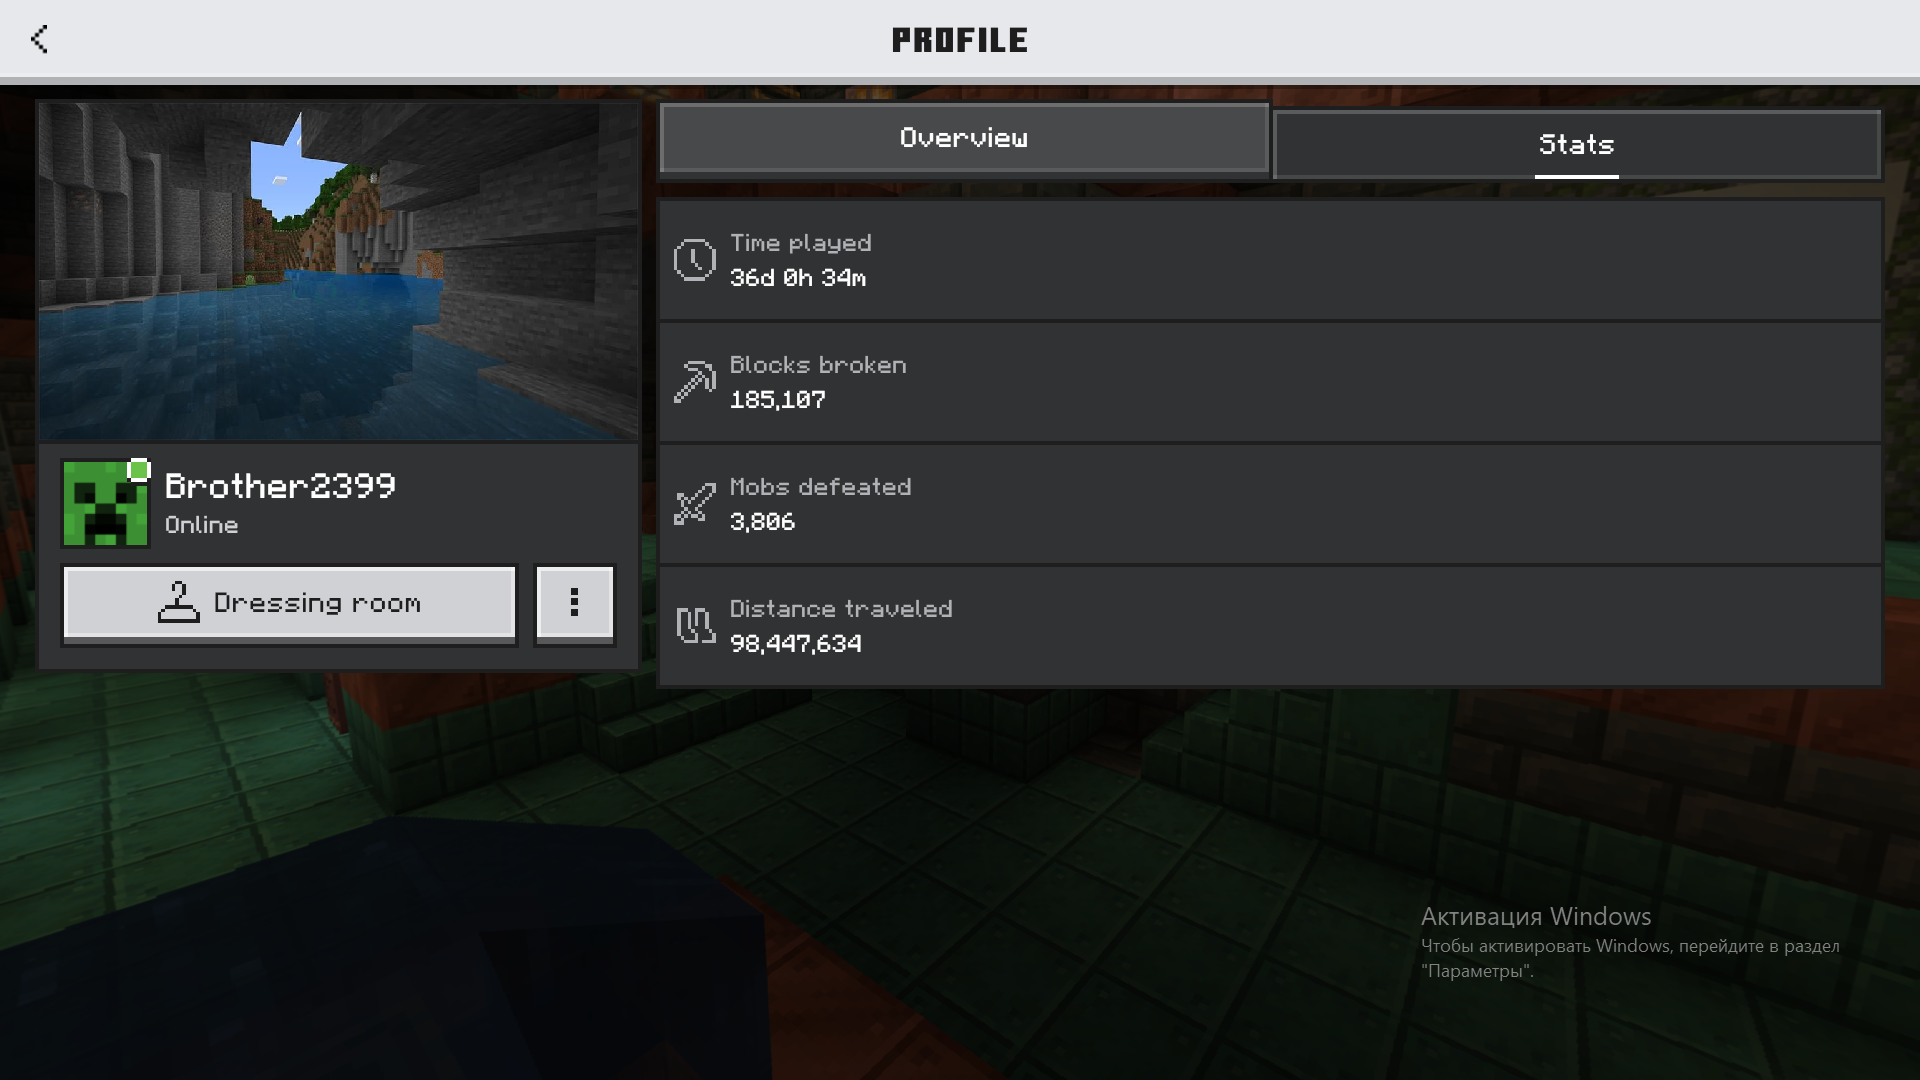 PROFILE
Overview
Stats
Time played
36d 0h 34m
Blocks broken
185,107
Mobs defeated
3,806
Distance traveled
98,447,634
Brother2399
Online
Dressing room
Активация Windows
Чтобы активировать Windows, перейдите в раздел
"Параметры".